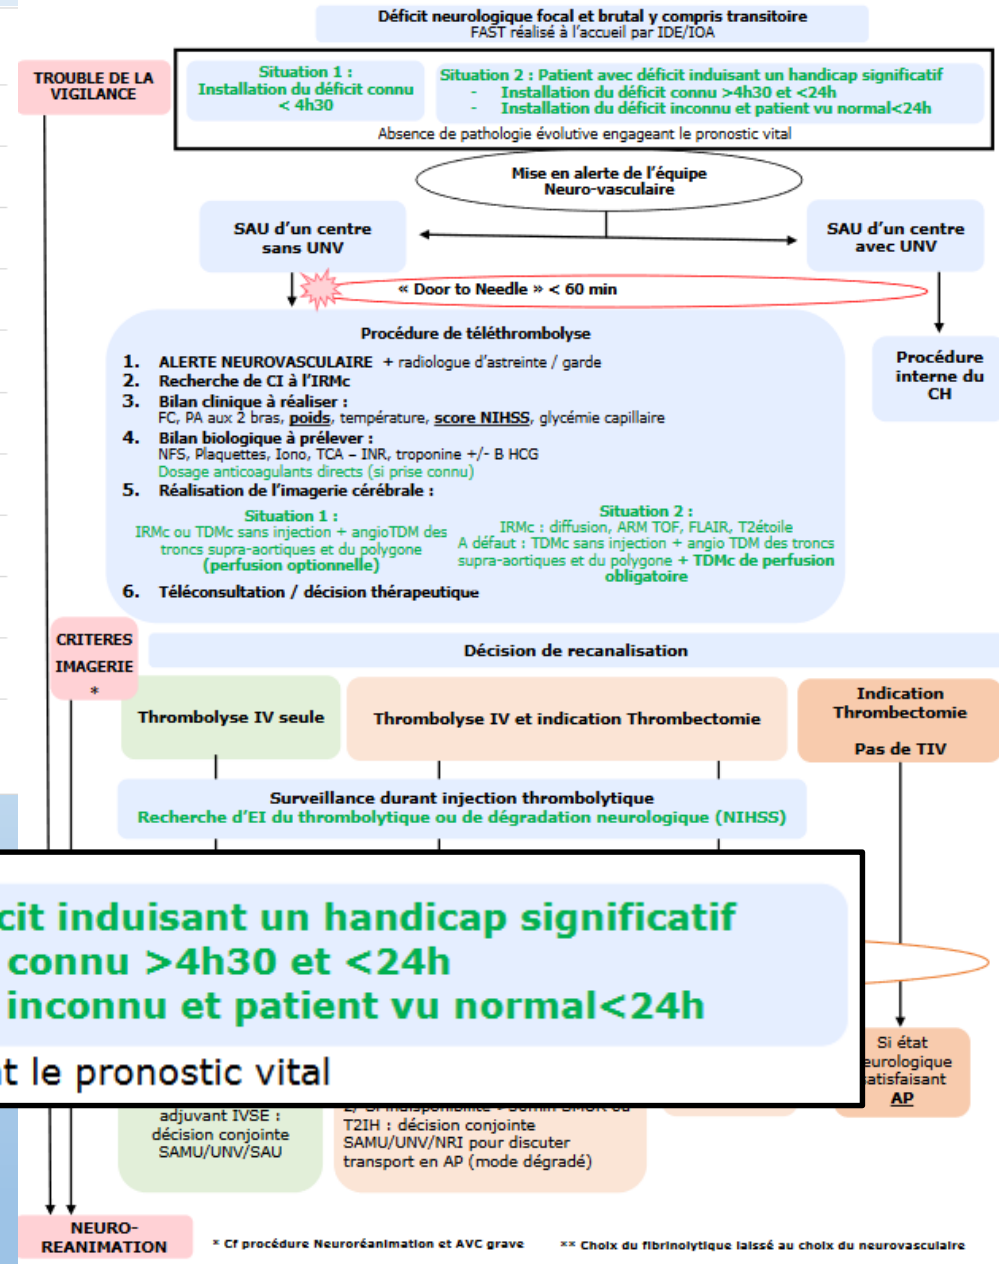 Déficit neurologique focal et brutal y compris transitoire
FAST réalisé à l'accueil par IDE/IOA
TROUBLE DE LA
VIGILANCE
Situation 1 :
Installation du déficit connu
< 4h30
Situation 2 : Patient avec déficit induisant un handicap significatif
- Installation du déficit connu >4h30 et <24h
- Installation du déficit inconnu et patient vu normal<24h
Absence de pathologie évolutive engageant le pronostic vital
Mise en alerte de l'équipe
Neuro-vasculaire
SAU d'un centre
sans UNV
SAU d'un centre
avec UNV
« Door to Needle » < 60 min
Procédure de téléthrombolyse
1. ALERTE NEUROVASCULAIRE + radiologue d'astreinte / garde
2. Recherche de CI à l'IRMc
3. Bilan clinique à réaliser :
FC, PA aux 2 bras, poids, température, score NIHSS, glycémie capillaire
4. Bilan biologique à prélever :
NFS, Plaquettes, Iono, TCA – INR, troponine +/- B HCG
Dosage anticoagulants directs (si prise connu)
5. Réalisation de l'imagerie cérébrale :
Situation 1 :
IRMc ou TDMc sans injection + angioTDM des
troncs supra-aortiques et du polygone
(perfusion optionnelle)
Situation 2 :
IRMc : diffusion, ARM TOF, FLAIR, T2étoile
A défaut : TDMc sans injection + angio TDM des troncs
supra-aortiques et du polygone + TDMc de perfusion
obligatoire
6. Téléconsultation / décision thérapeutique
Procédure
interne du
CH
CRITERES
IMAGERIE
*
Décision de recanalisation
Thrombolyse IV seule
Thrombolyse IV et indication Thrombectomie
Indication
Thrombectomie
Pas de TIV
Surveillance durant injection thrombolytique
Recherche d'EI du thrombolytique ou de dégradation neurologique (NIHSS)
cit induisant un handicap significatif
connu >4h30 et <24h
inconnu et patient vu normal<24h
t le pronostic vital
Si état
eurologique
atisfaisant
AP
adjuvant IVSE :
décision conjointe
SAMU/UNV/SAU
T2IH : décision conjointe
SAMU/UNV/NRI pour discuter
transport en AP (mode dégradé)
NEURO-
REANIMATION
* Cf procédure Neuroréanimation et AVC grave
** Choix du fibrinolytique laissé au choix du neurovasculaire